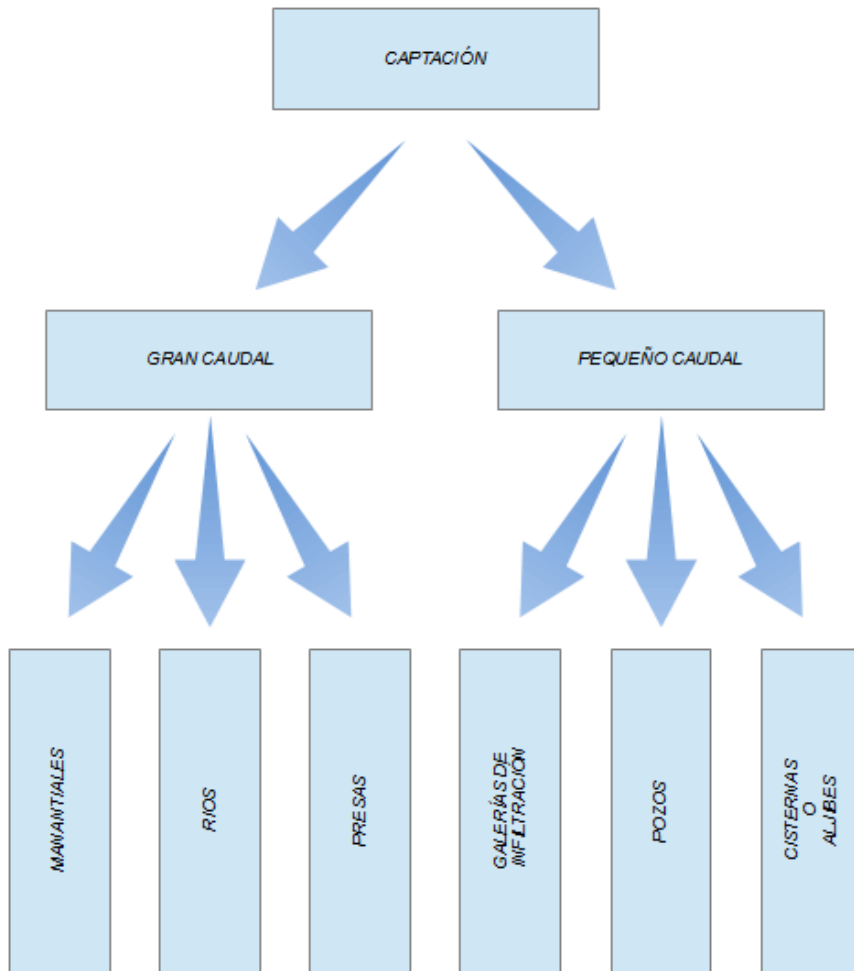 CAPTACIÓN
GRAN CAUDAL
PEQUEÑO CAUDAL
MANANTIALES
RIOS
PRESAS
GALERÍAS DE
INFILTRACIÓN
POZOS
CISTERNAS
O
ALJIBES